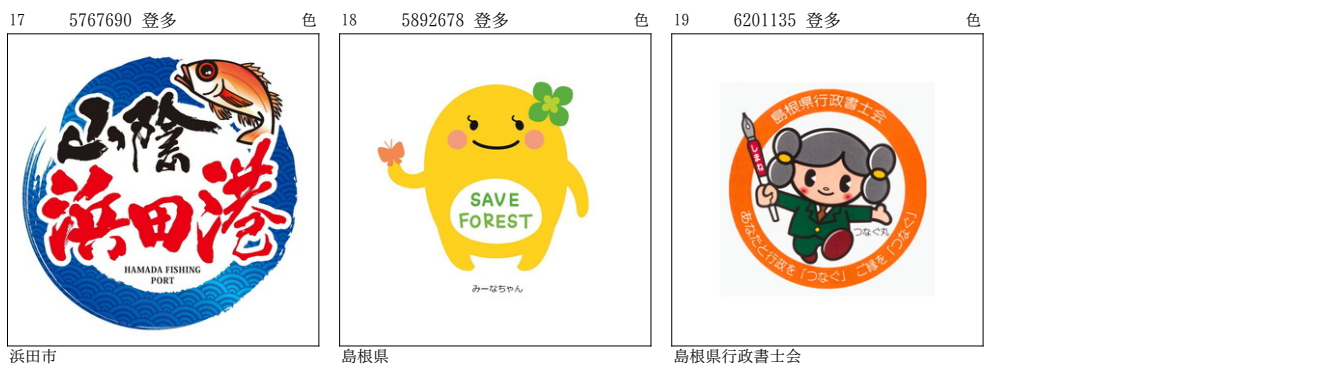 17 5767690 登多 色
山陰
浜田港
HAMADA FISHING
PORT
浜田市
18 5892678 登多 色
SAVE
FOREST
みーなちゃん
島根県
19 6201135 登多 色
島根県行政書士会
しまね
つなぐ丸
あなたと行政を「つなぐ」 ご縁を「つなぐ」
島根県行政書士会